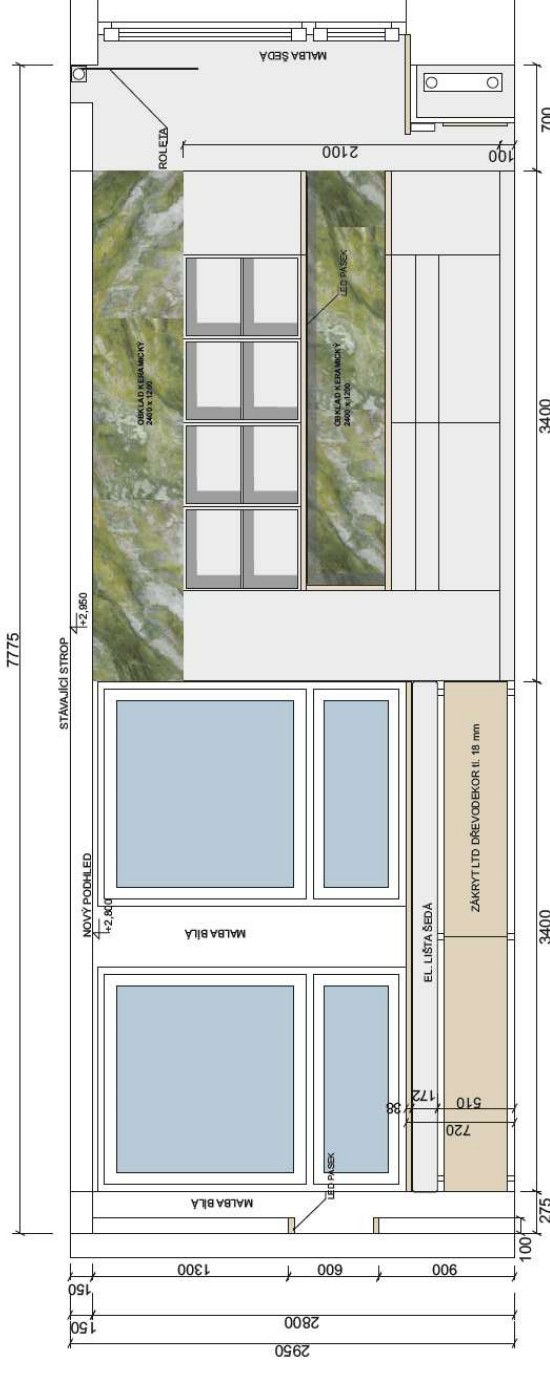 7775
STÁVAJÍCÍ STROP
+2,950
NOVÝ PODHLED
+2,800
ROLETA
MALBA ŠEDÁ
OBKLAD KERAMICKÝ
2400 x 1200
LED PÁSEK
OBKLAD KERAMICKÝ
2400 x 1200
MALBA BÍLÁ
MALBA BÍLÁ
LED PÁSEK
EL. LIŠTA ŠEDÁ
ZÁKRYT LTD DŘEVODEKOR tl. 18 mm
2100
100
38
172
510
720
150
1300
600
900
150
2800
2950
100
275
3400
3400
700